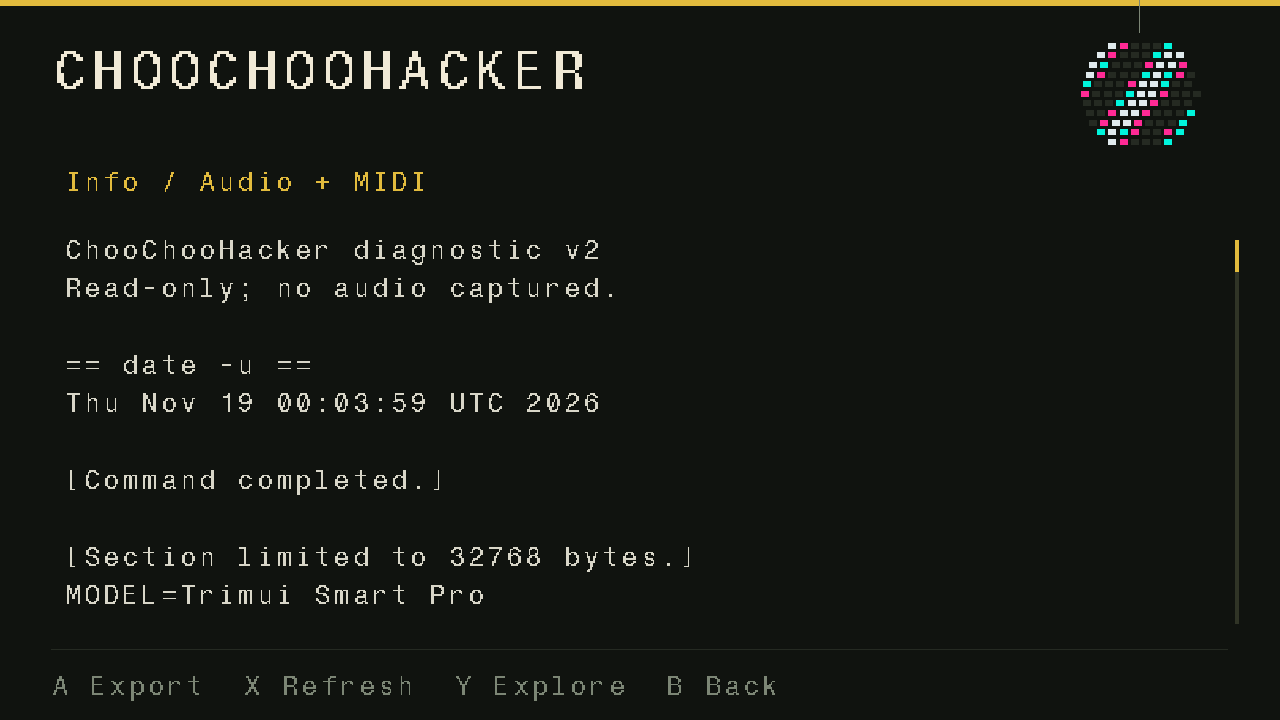 CHOOCHOOHACKER
Info / Audio + MIDI
ChooChooHacker diagnostic v2
Read-only; no audio captured.
== date -u ==
Thu Nov 19 00:03:59 UTC 2026
[Command completed.]
[Section limited to 32768 bytes.]
MODEL=Trimui Smart Pro
A Export X Refresh Y Explore B Back